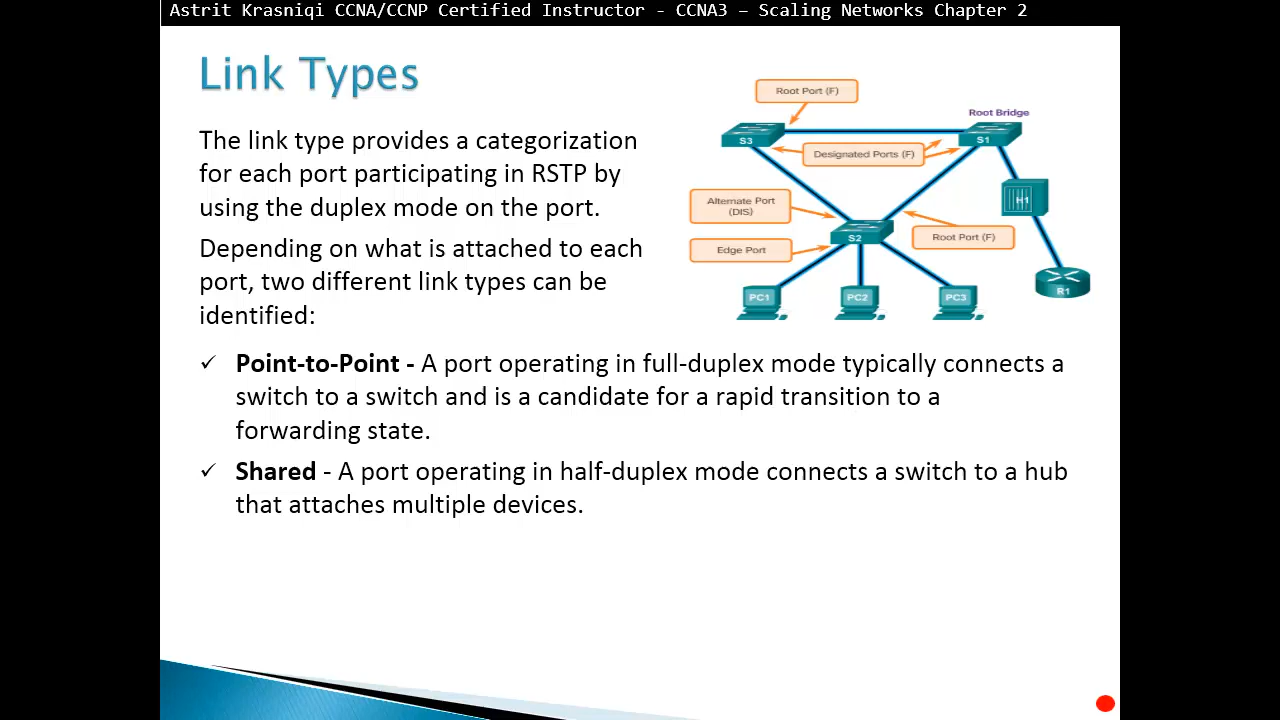 Astrit Krasniqi CCNA/CCNP Certified Instructor - CCNA3 – Scaling Networks Chapter 2
Link Types
The link type provides a categorization
for each port participating in RSTP by
using the duplex mode on the port.
Depending on what is attached to each
port, two different link types can be
identified:
Root Port (F)
Root Bridge
S3
S1
Designated Ports (F)
Alternate Port
(DIS)
H1
S2
Root Port (F)
Edge Port
PC1
PC2
PC3
R1
✓ Point-to-Point - A port operating in full-duplex mode typically connects a
switch to a switch and is a candidate for a rapid transition to a
forwarding state.
✓ Shared - A port operating in half-duplex mode connects a switch to a hub
that attaches multiple devices.